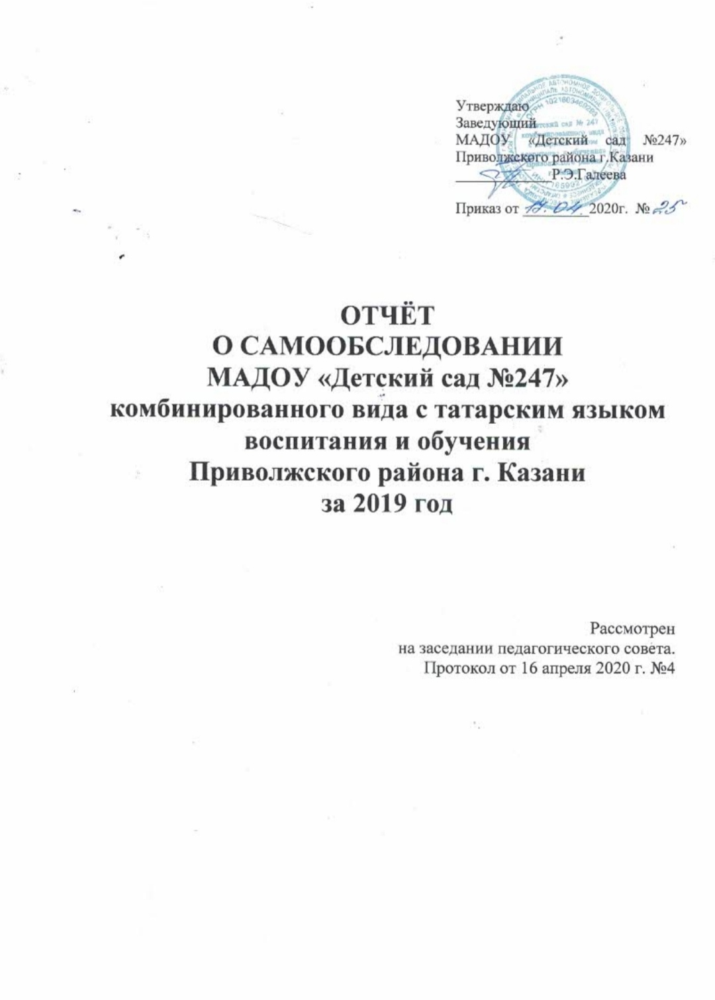 Утверждаю
Заведующий
МАДОУ «Детский сад №247»
Приволжского района г.Казани
Р.Э.Галеева
Приказ от 17.04. 2020г. № 25
ОТЧЁТ
О САМООБСЛЕДОВАНИИ
МАДОУ «Детский сад №247»
комбинированного вида с татарским языком
воспитания и обучения
Приволжского района г. Казани
за 2019 год
Рассмотрен
на заседании педагогического совета.
Протокол от 16 апреля 2020 г. №4